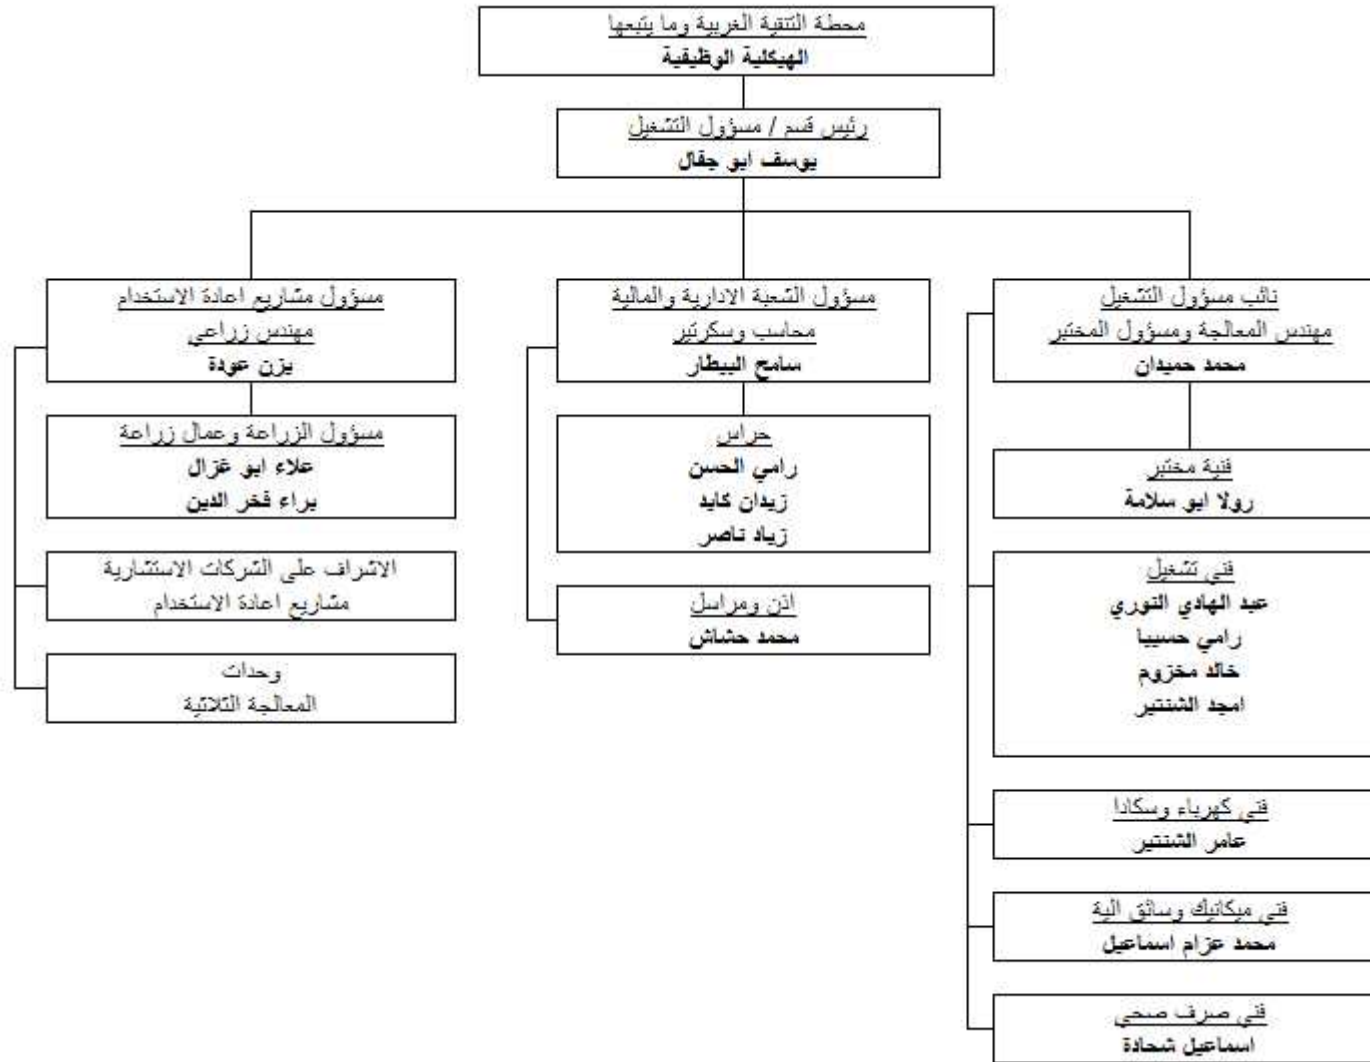 محطة التنقية الغربية وما يتبعها
الهيكلية الوظيفية
رئيس قسم / مسؤول التشغيل
يوسف ابو جفال
نائب مسؤول التشغيل
مهندس المعالجة ومسؤول المختبر
محمد حميدان
فنية مختبر
رولا ابو سلامة
فني تشغيل
عبد الهادي التوري
رامي حسيبا
خالد مخزوم
امجد الشنتير
فني كهرباء وسكادا
عامر الشنتير
فني ميكانيك وسائق الية
محمد عزام اسماعيل
فني صرف صحي
اسماعيل شحادة
مسؤول الشعبة الادارية والمالية
محاسب وسكرتير
سامح البيطار
حراس
رامي الحسن
زيدان كايد
زياد ناصر
اذن ومراسل
محمد حشاش
مسؤول مشاريع اعادة الاستخدام
مهندس زراعي
يزن عودة
مسؤول الزراعة وعمال زراعة
علاء ابو غزال
براء فخر الدين
الاشراف على الشركات الاستشارية
مشاريع اعادة الاستخدام
وحدات
المعالجة الثلاثية